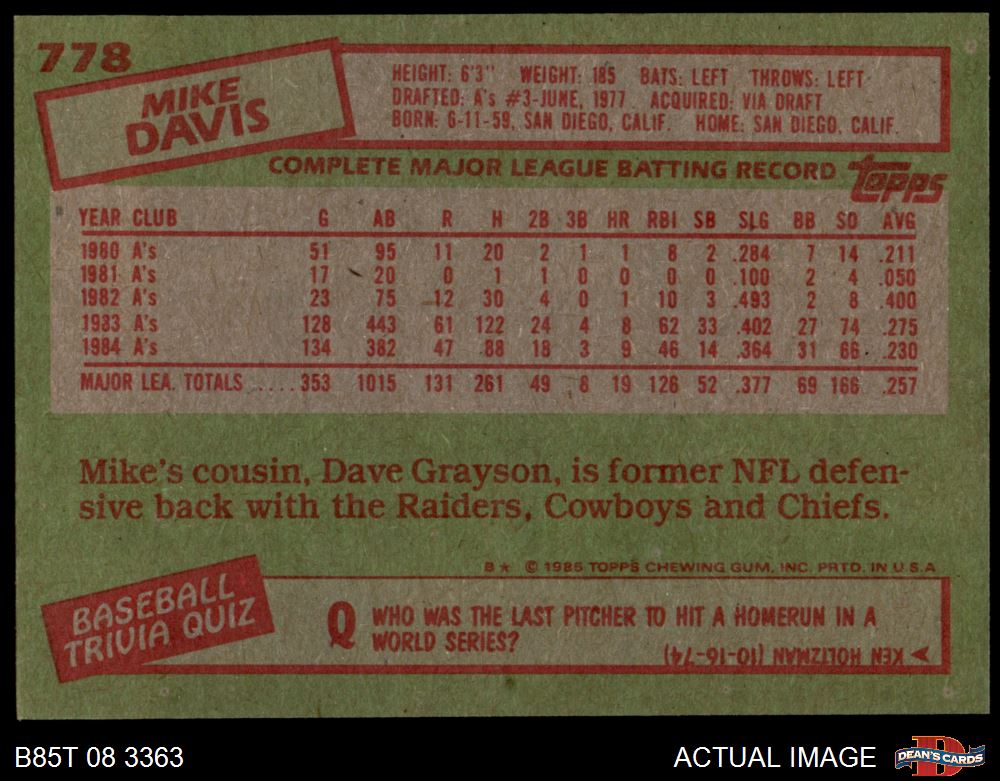 778
MIKE
DAVIS
HEIGHT: 6'3" WEIGHT: 185 BATS: LEFT THROWS: LEFT
DRAFTED: A's #3-JUNE, 1977 ACQUIRED: VIA DRAFT
BORN: 6-11-59, SAN DIEGO, CALIF. HOME: SAN DIEGO, CALIF.
COMPLETE MAJOR LEAGUE BATTING RECORD topps
YEAR CLUB G AB R H 2B 3B HR RBI SB SLG BB SO AVG
1980 A's 51 95 11 20 2 1 1 8 2 .284 7 14 .211
1981 A's 17 20 0 1 1 0 0 0 0 .100 2 4 .050
1982 A's 23 75 12 30 4 0 1 10 3 .493 2 8 .400
1983 A's 128 443 61 122 24 4 8 62 33 .402 27 74 .275
1984 A's 134 382 47 88 18 3 9 46 14 .364 31 66 .230
MAJOR LEA. TOTALS ..... 353 1015 131 261 49 8 19 126 52 .377 69 166 .257
Mike's cousin, Dave Grayson, is former NFL defen-
sive back with the Raiders, Cowboys and Chiefs.
B★ © 1985 TOPPS CHEWING GUM, INC. PRTD. IN U.S.A
BASEBALL
TRIVIA QUIZ
Q WHO WAS THE LAST PITCHER TO HIT A HOMERUN IN A
WORLD SERIES?
KEN HOLTZMAN (10-16-74)
B85T 08 3363
ACTUAL IMAGE
D
DEAN'S CARDS